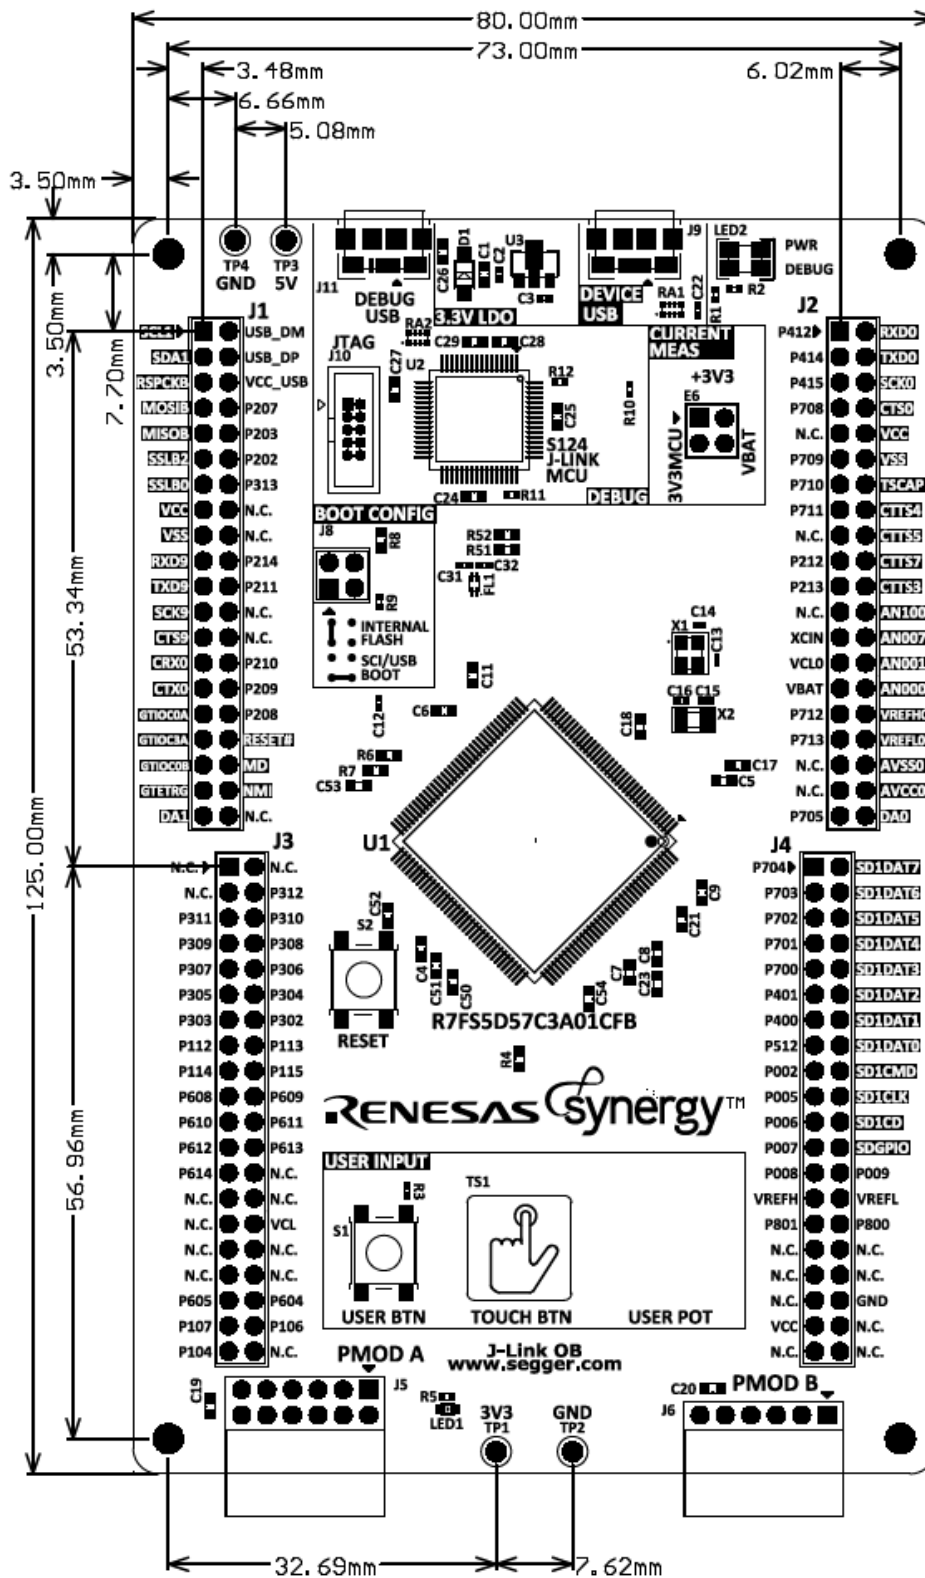 80.00mm
73.00mm
3.48mm
6.02mm
6.66mm
5.08mm
3.50mm
3.50mm
7.70mm
53.34mm
125.00mm
56.96mm
TP4 TP3
GND 5V
J11
DEBUG
USB
C26
D1
C1
C2
U3
C3
3.3V LDO
J9
DEVICE
USB
RA1
C22
R1
R2
LED2
PWR
DEBUG
J1
USB_DM
SDA1 USB_DP
RSPCKB VCC_USB
MOSIB P207
MISOB P203
SSLB2 P202
SSLB0 P313
VCC N.C.
VSS N.C.
RXD9 P214
TXD9 P211
SCK9 N.C.
CTS9 N.C.
CRX0 P210
CTX0 P209
GTIOC0A P208
GTIOC3A RESET#
GTIOC0B MD
GTETRG NMI
DA1 N.C.
J2
P412 RXD0
P414 TXD0
P415 SCK0
P708 CTS0
N.C. VCC
P709 VSS
P710 TSCAP
P711 CTTS4
N.C. CTTS5
P212 CTTS7
P213 CTTS3
N.C. AN100
XCIN AN007
VCL0 AN001
VBAT AN000
P712 VREFH0
P713 VREFL0
N.C. AVSS0
N.C. AVCC0
P705 DA0
JTAG
J10
RA2
C29 C28
U2
C27
R12
C25
R10
S124
J-LINK
MCU
C24
R11
DEBUG
CURRENT
MEAS
+3V3
E6
3V3MCU
VBAT
BOOT CONFIG
J8
R8
R9
INTERNAL
FLASH
SCI/USB
BOOT
R52
R51
C31 C32
FL1
C11
C12
C6
R6
R7
C53
X1
C14
C13
C16 C15
X2
C18
C17
C5
U1
C9
C21
C8
C7
C23
C54
C52
S2
C4
C51
C50
RESET
R7FS5D57C3A01CFB
R4
RENESAS synergy™
J3
N.C. N.C.
N.C. P312
P311 P310
P309 P308
P307 P306
P305 P304
P303 P302
P112 P113
P114 P115
P608 P609
P610 P611
P612 P613
P614 N.C.
N.C. N.C.
N.C. VCL
N.C. N.C.
N.C. N.C.
P605 P604
P107 P106
P104 N.C.
J4
P704 SD1DAT7
P703 SD1DAT6
P702 SD1DAT5
P701 SD1DAT4
P700 SD1DAT3
P401 SD1DAT2
P400 SD1DAT1
P512 SD1DAT0
P002 SD1CMD
P005 SD1CLK
P006 SD1CD
P007 SDGPIO
P008 P009
VREFH VREFL
P801 P800
N.C. N.C.
N.C. N.C.
N.C. GND
VCC N.C.
N.C. N.C.
USER INPUT
R3
S1
TS1
USER BTN TOUCH BTN USER POT
J-Link OB
www.segger.com
PMOD A
J5
C19
R5
LED1
3V3 GND
TP1 TP2
C20
PMOD B
J6
32.69mm
7.62mm